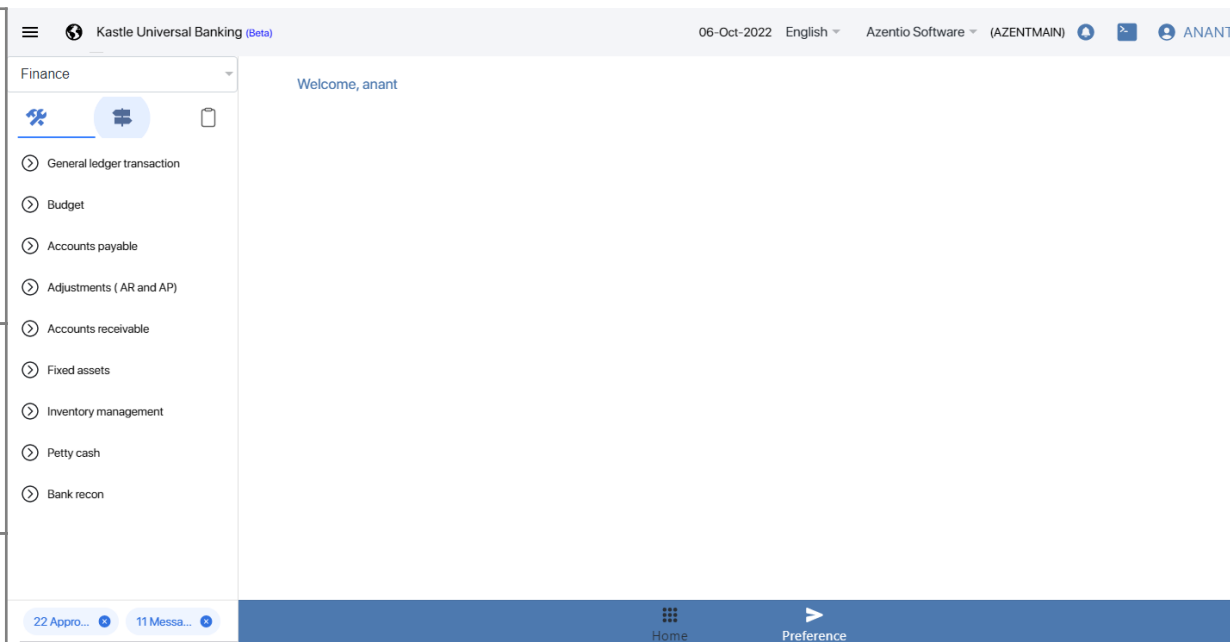 Kastle Universal Banking (Beta)
06-Oct-2022 English Azentio Software (AZENTMAIN) ANANT
Finance
Welcome, anant
General ledger transaction
Budget
Accounts payable
Adjustments ( AR and AP)
Accounts receivable
Fixed assets
Inventory management
Petty cash
Bank recon
22 Appro... 11 Messa...
Home
Preference